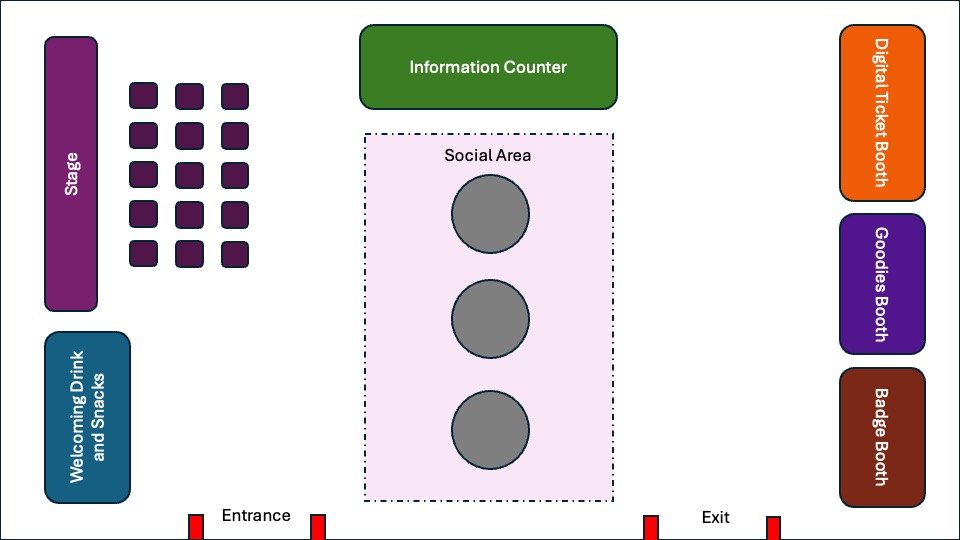 Information Counter
Digital Ticket Booth
Stage
Social Area
Goodies Booth
Welcoming Drink
and Snacks
Badge Booth
Entrance
Exit